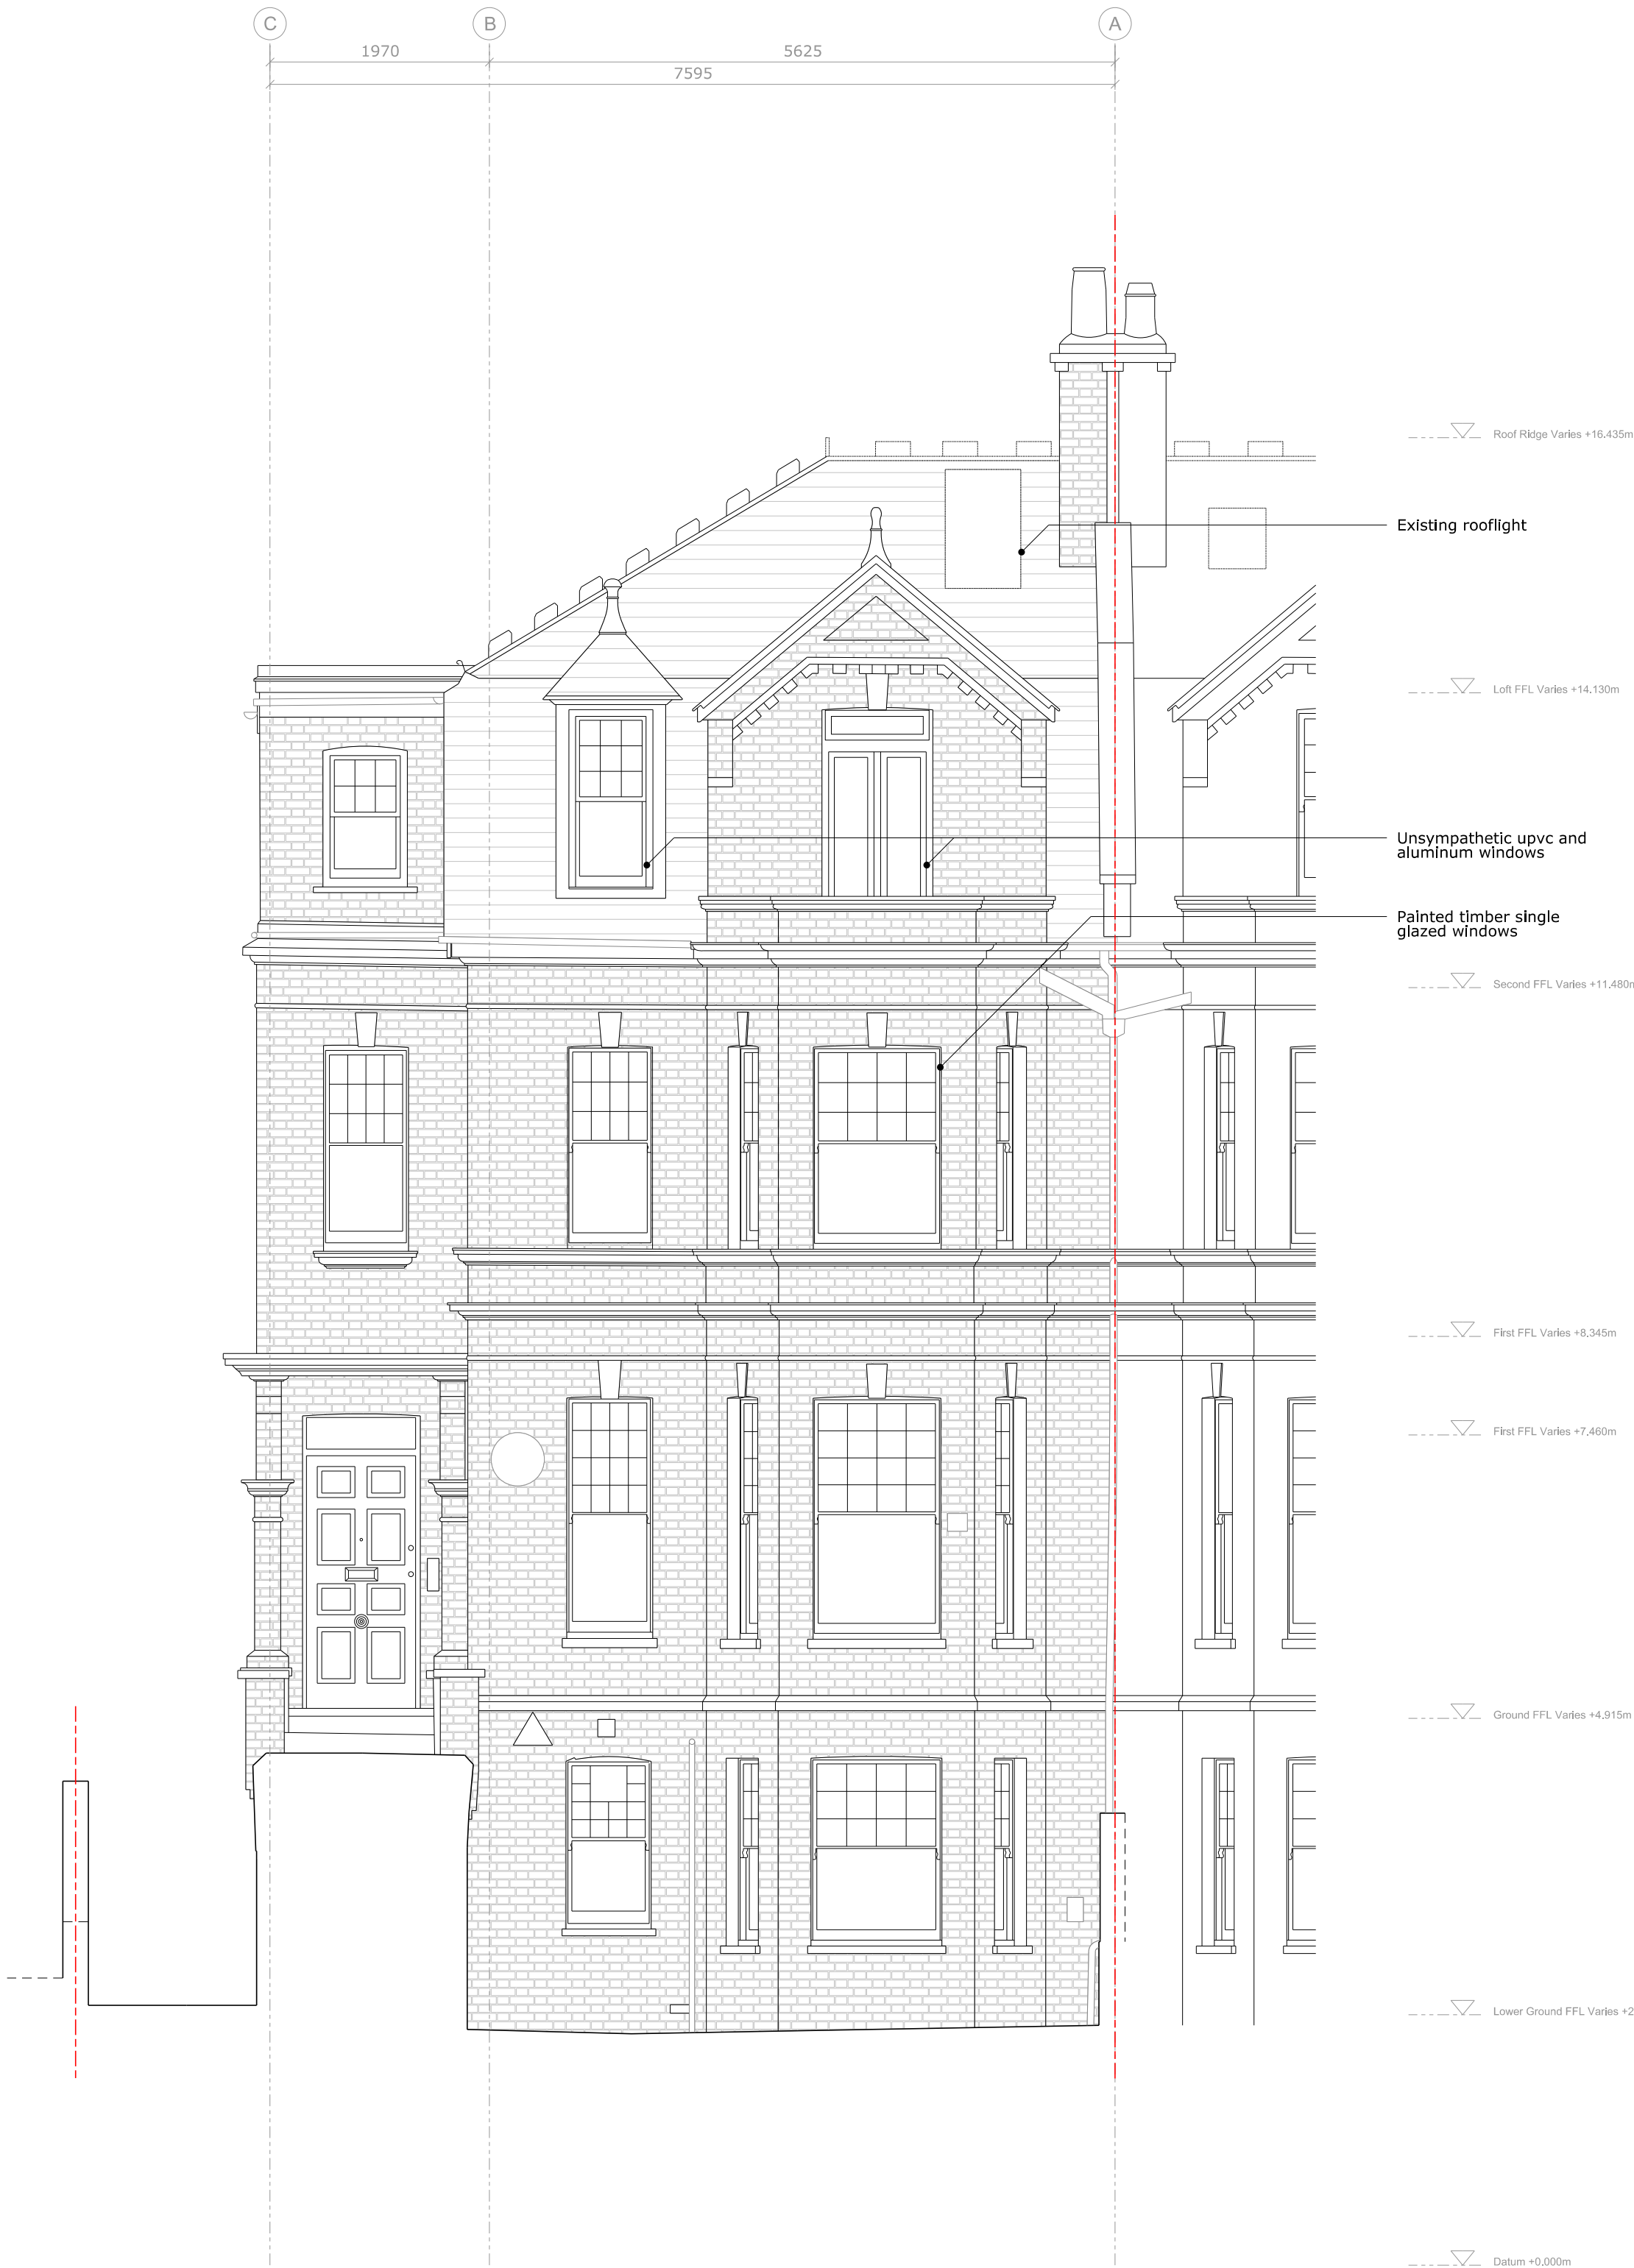 C B A
1970 5625
7595
Roof Ridge Varies +16.435m
Existing rooflight
Loft FFL Varies +14.130m
Unsympathetic upvc and
aluminum windows
Painted timber single
glazed windows
Second FFL Varies +11.480m
First FFL Varies +8.345m
First FFL Varies +7.460m
Ground FFL Varies +4.915m
Lower Ground FFL Varies +2
Datum +0.000m